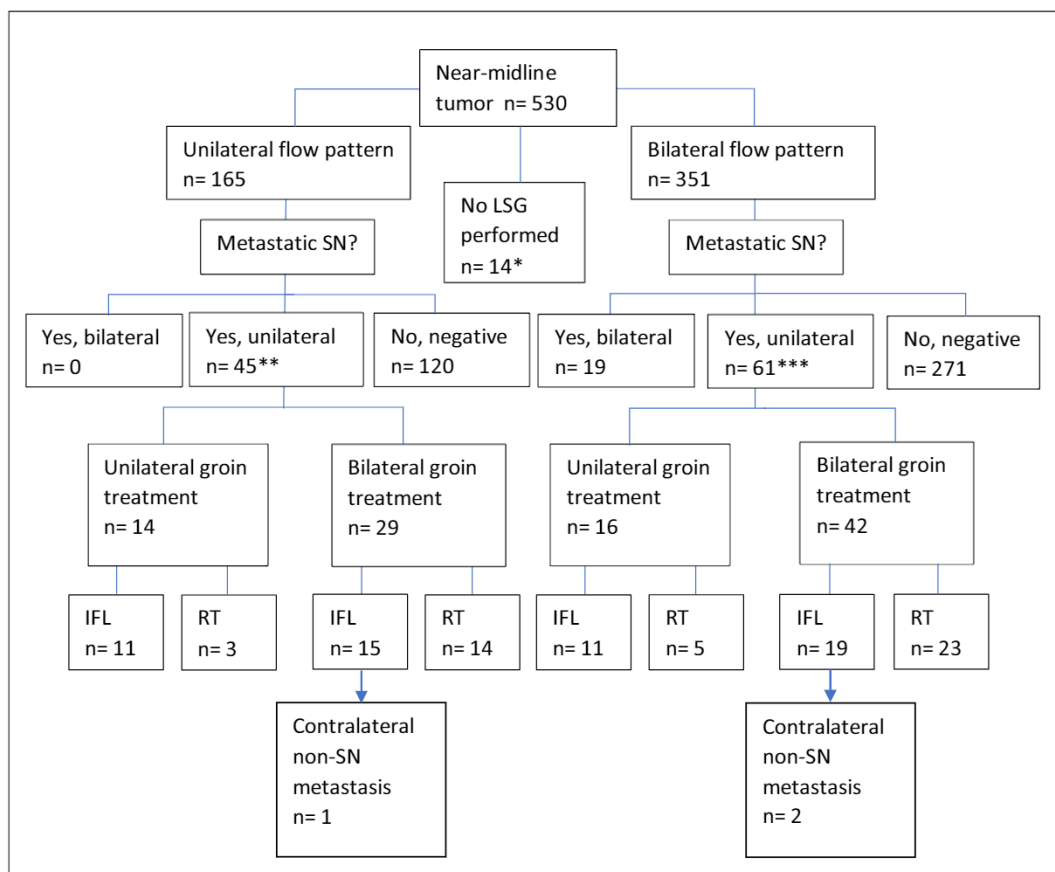 Near-midline
tumor n= 530
Unilateral flow pattern
n= 165
No LSG
performed
n= 14*
Bilateral flow pattern
n= 351
Metastatic SN?
Metastatic SN?
Yes, bilateral
n= 0
Yes, unilateral
n= 45**
No, negative
n= 120
Yes, bilateral
n= 19
Yes, unilateral
n= 61***
No, negative
n= 271
Unilateral groin
treatment
n= 14
Bilateral groin
treatment
n= 29
Unilateral groin
treatment
n= 16
Bilateral groin
treatment
n= 42
IFL
n= 11
RT
n= 3
IFL
n= 15
RT
n= 14
IFL
n= 11
RT
n= 5
IFL
n= 19
RT
n= 23
Contralateral
non-SN
metastasis
n= 1
Contralateral
non-SN
metastasis
n= 2